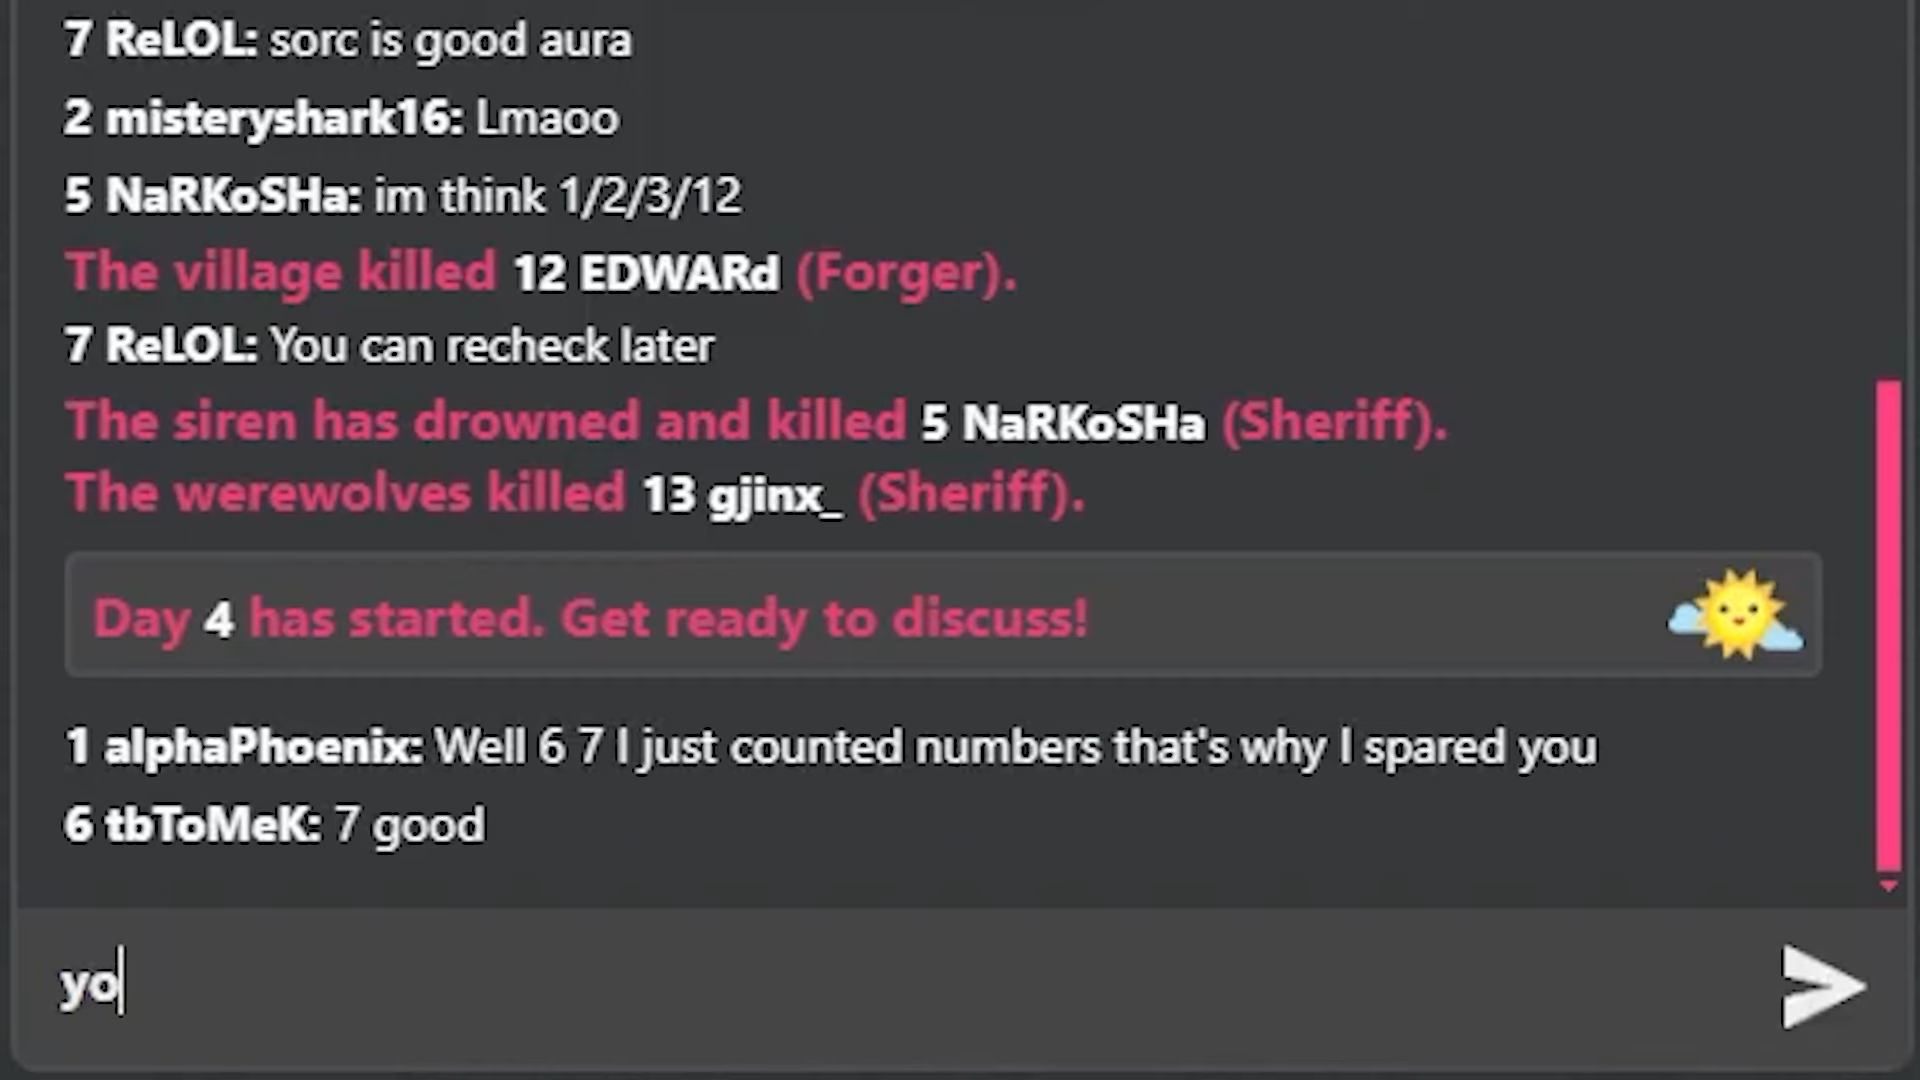 7 ReLOL: sorc is good aura
2 misteryshark16: Lmaoo
5 NaRKoSHa: im think 1/2/3/12
The village killed 12 EDWARd (Forger).
7 ReLOL: You can recheck later
The siren has drowned and killed 5 NaRKoSHa (Sheriff).
The werewolves killed 13 gjinx_ (Sheriff).
Day 4 has started. Get ready to discuss!
1 alphaPhoenix: Well 6 7 I just counted numbers that's why I spared you
6 tbToMeK: 7 good
yo